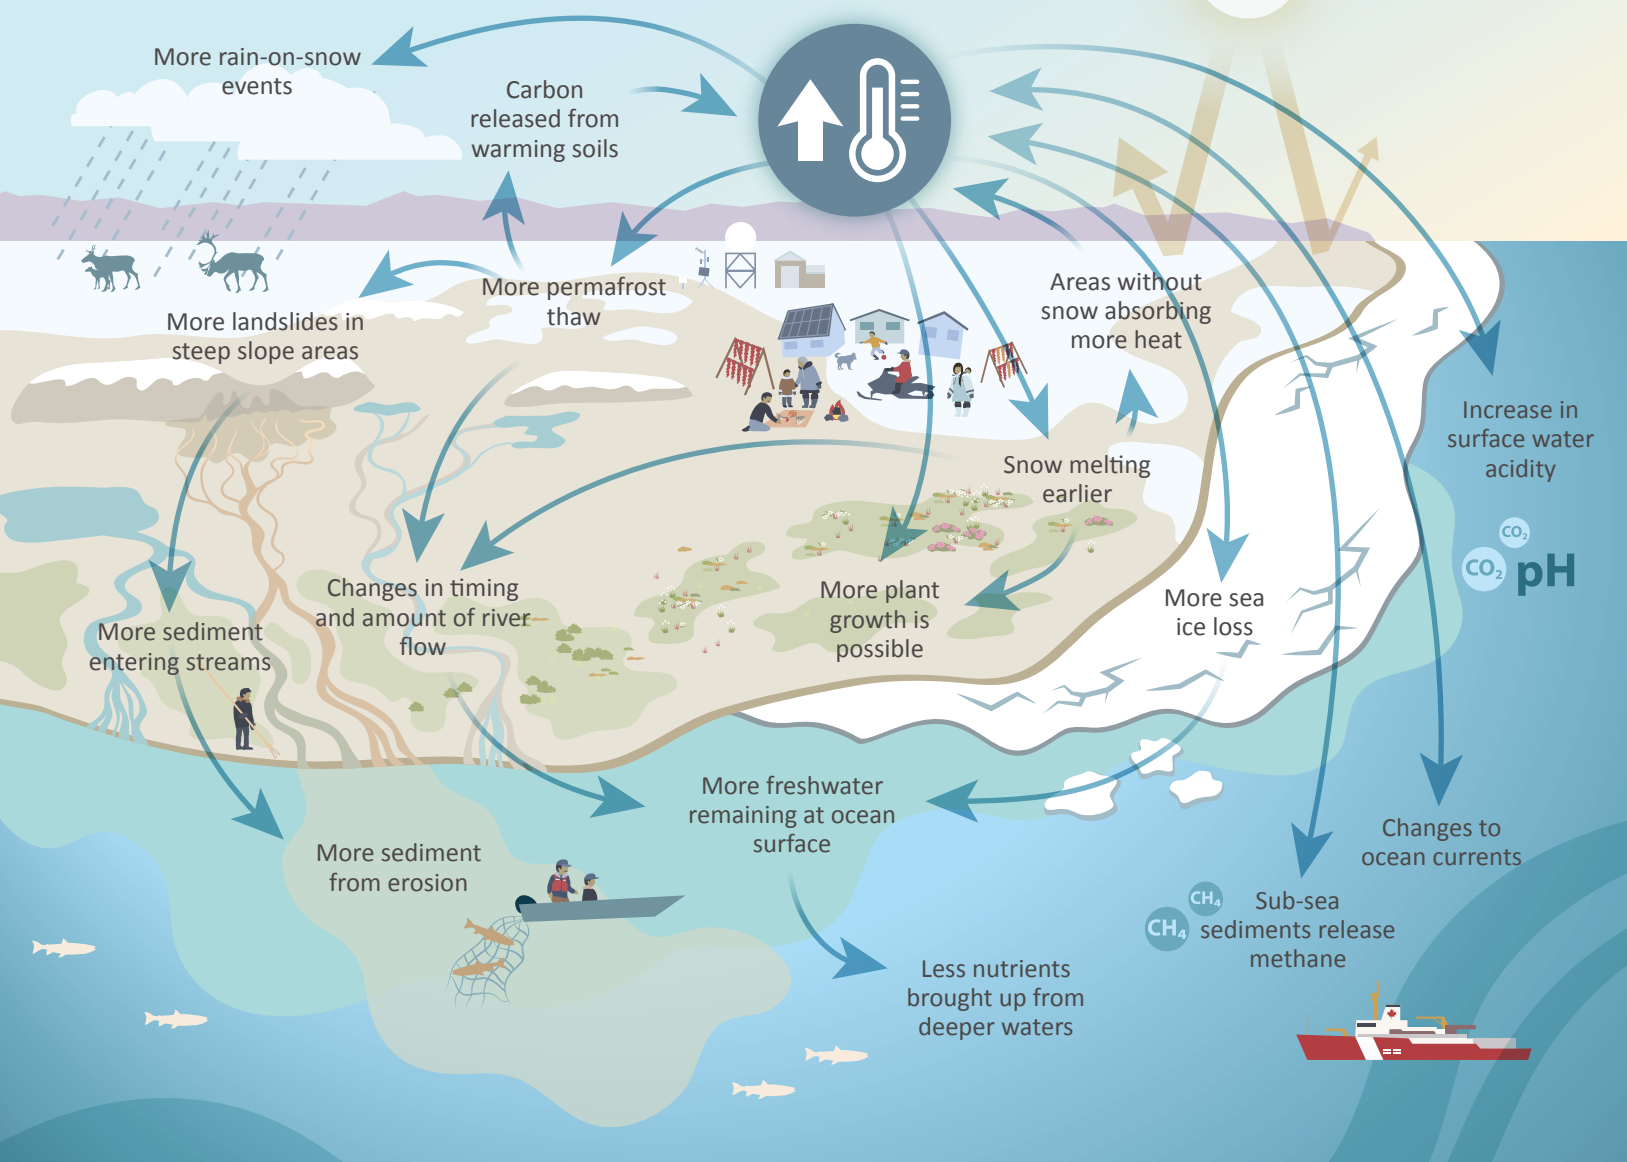 More rain-on-snow
events
Carbon
released from
warming soils
More permafrost
thaw
More landslides in
steep slope areas
Areas without
snow absorbing
more heat
Increase in
surface water
acidity
Snow melting
earlier
CO₂
CO₂
pH
Changes in timing
and amount of river
flow
More plant
growth is
possible
More sea
ice loss
More sediment
entering streams
More freshwater
remaining at ocean
surface
Changes to
ocean currents
More sediment
from erosion
CH₄
CH₄
Sub-sea
sediments release
methane
Less nutrients
brought up from
deeper waters